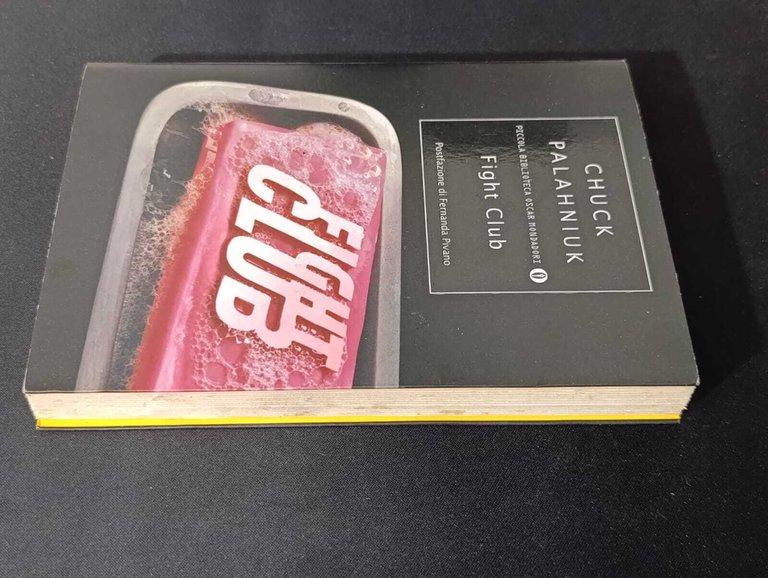 CHUCK
PALAHNIUK
PICCOLA BIBLIOTECA OSCAR MONDADORI
Fight Club
Postfazione di Fernanda Pivano
FIGHT
CLUB